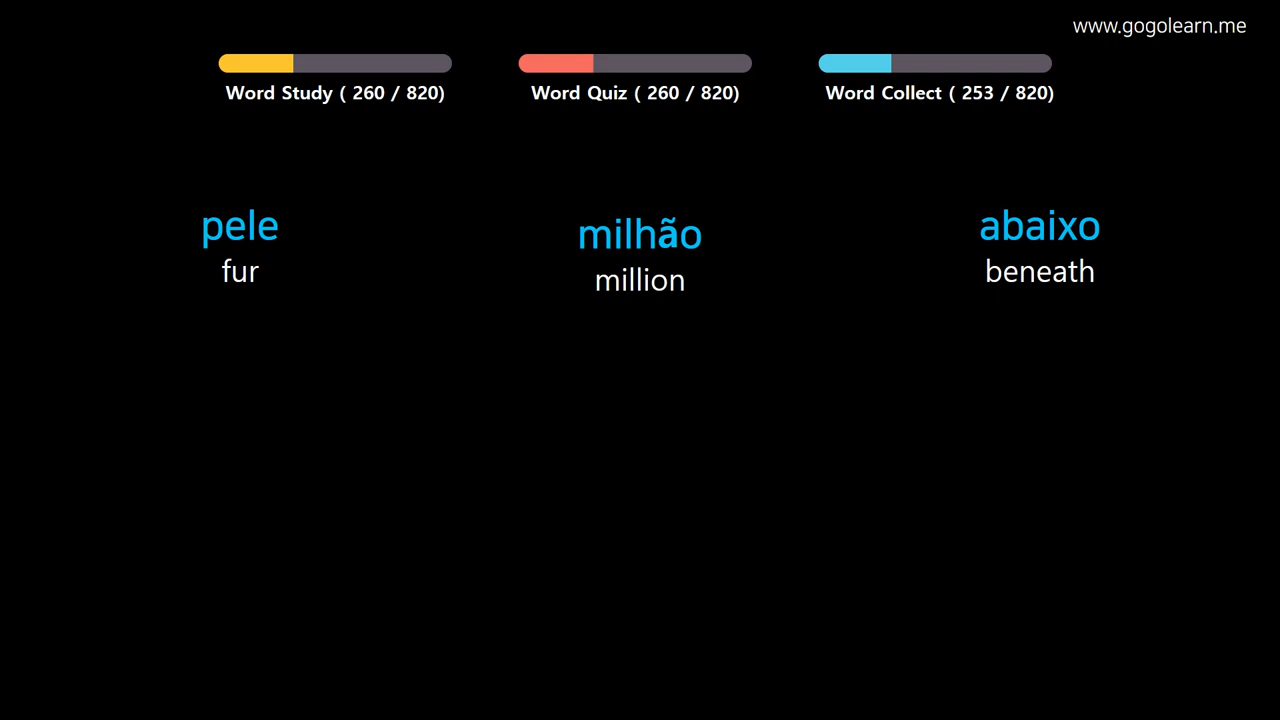 www.gogolearn.me
Word Study ( 260 / 820)
Word Quiz ( 260 / 820)
Word Collect ( 253 / 820)
pele
fur
milhão
million
abaixo
beneath